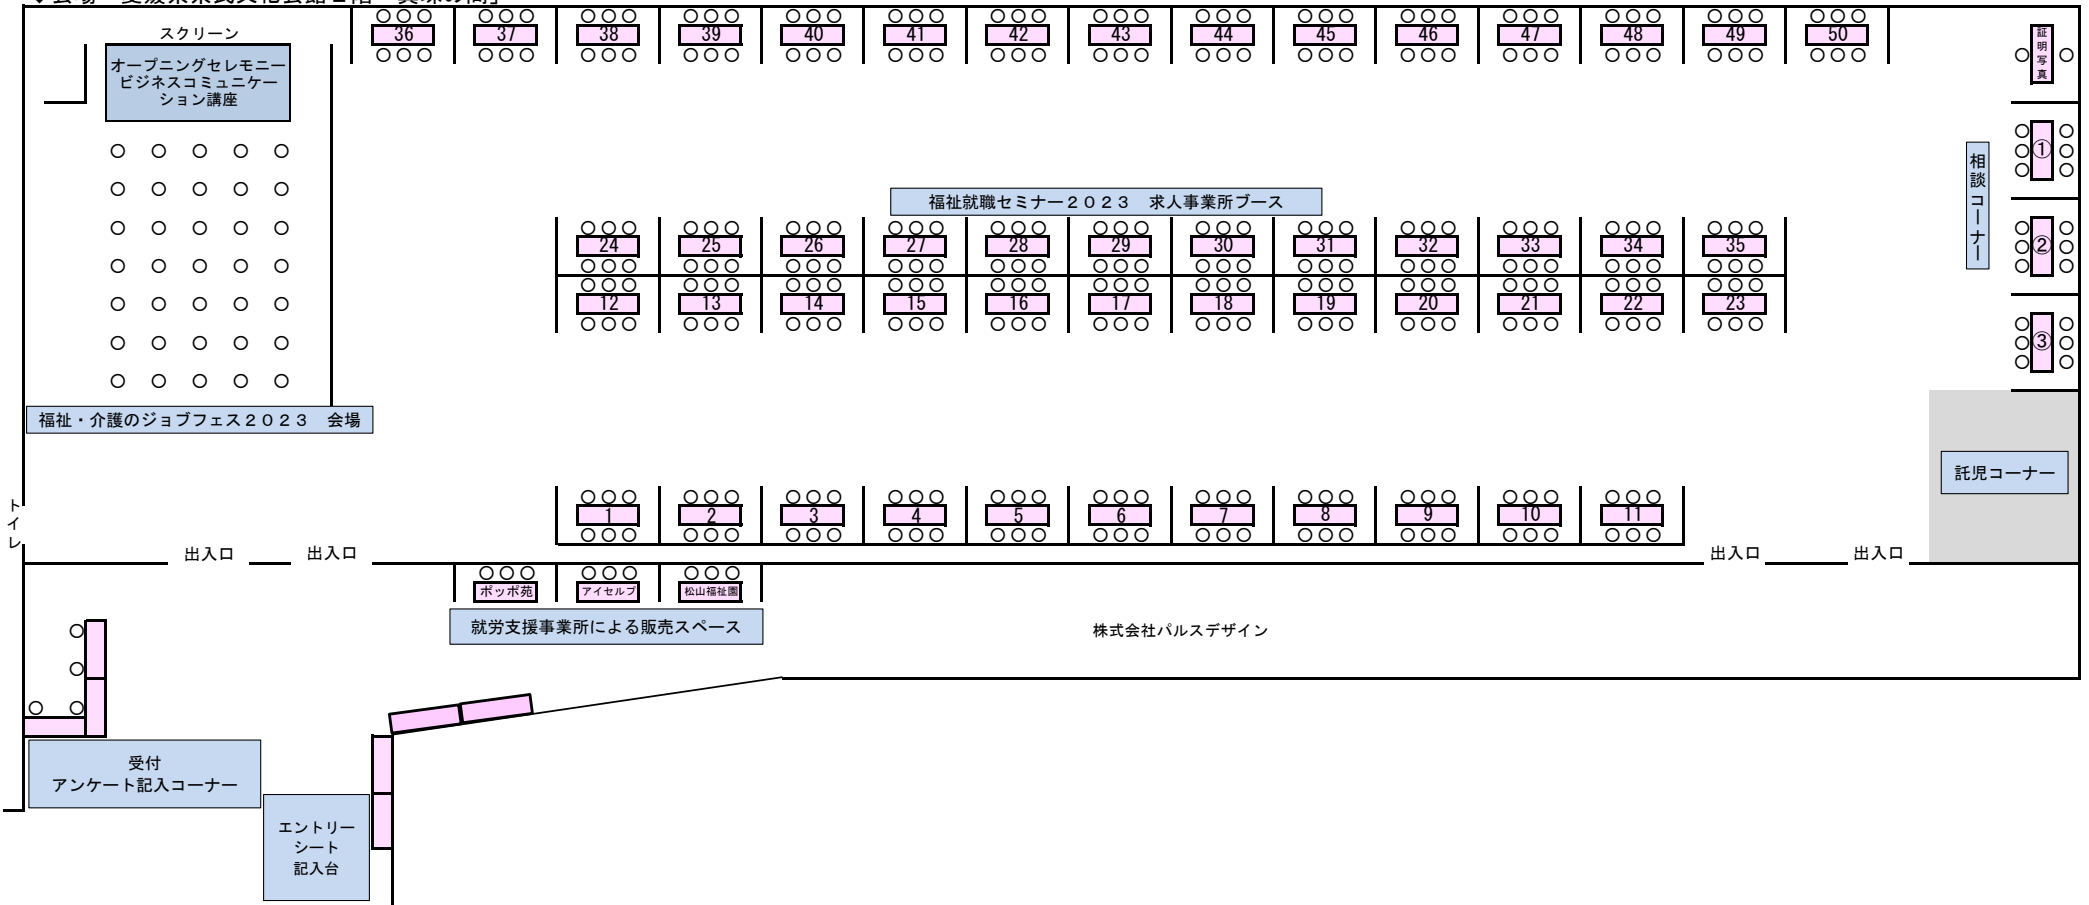 スクリーン
オープニングセレモニー
ビジネスコミュニケー
ション講座
36 37 38 39 40 41 42 43 44 45 46 47 48 49 50
証明写真
①
相談コーナー
福祉就職セミナー2023 求人事業所ブース
24 25 26 27 28 29 30 31 32 33 34 35
②
12 13 14 15 16 17 18 19 20 21 22 23
③
福祉・介護のジョブフェス2023 会場
託児コーナー
トイレ
1 2 3 4 5 6 7 8 9 10 11
出入口 出入口 出入口 出入口
ポッポ苑 アイセルブ 松山福祉園
就労支援事業所による販売スペース
株式会社パルスデザイン
受付
アンケート記入コーナー
エントリー
シート
記入台